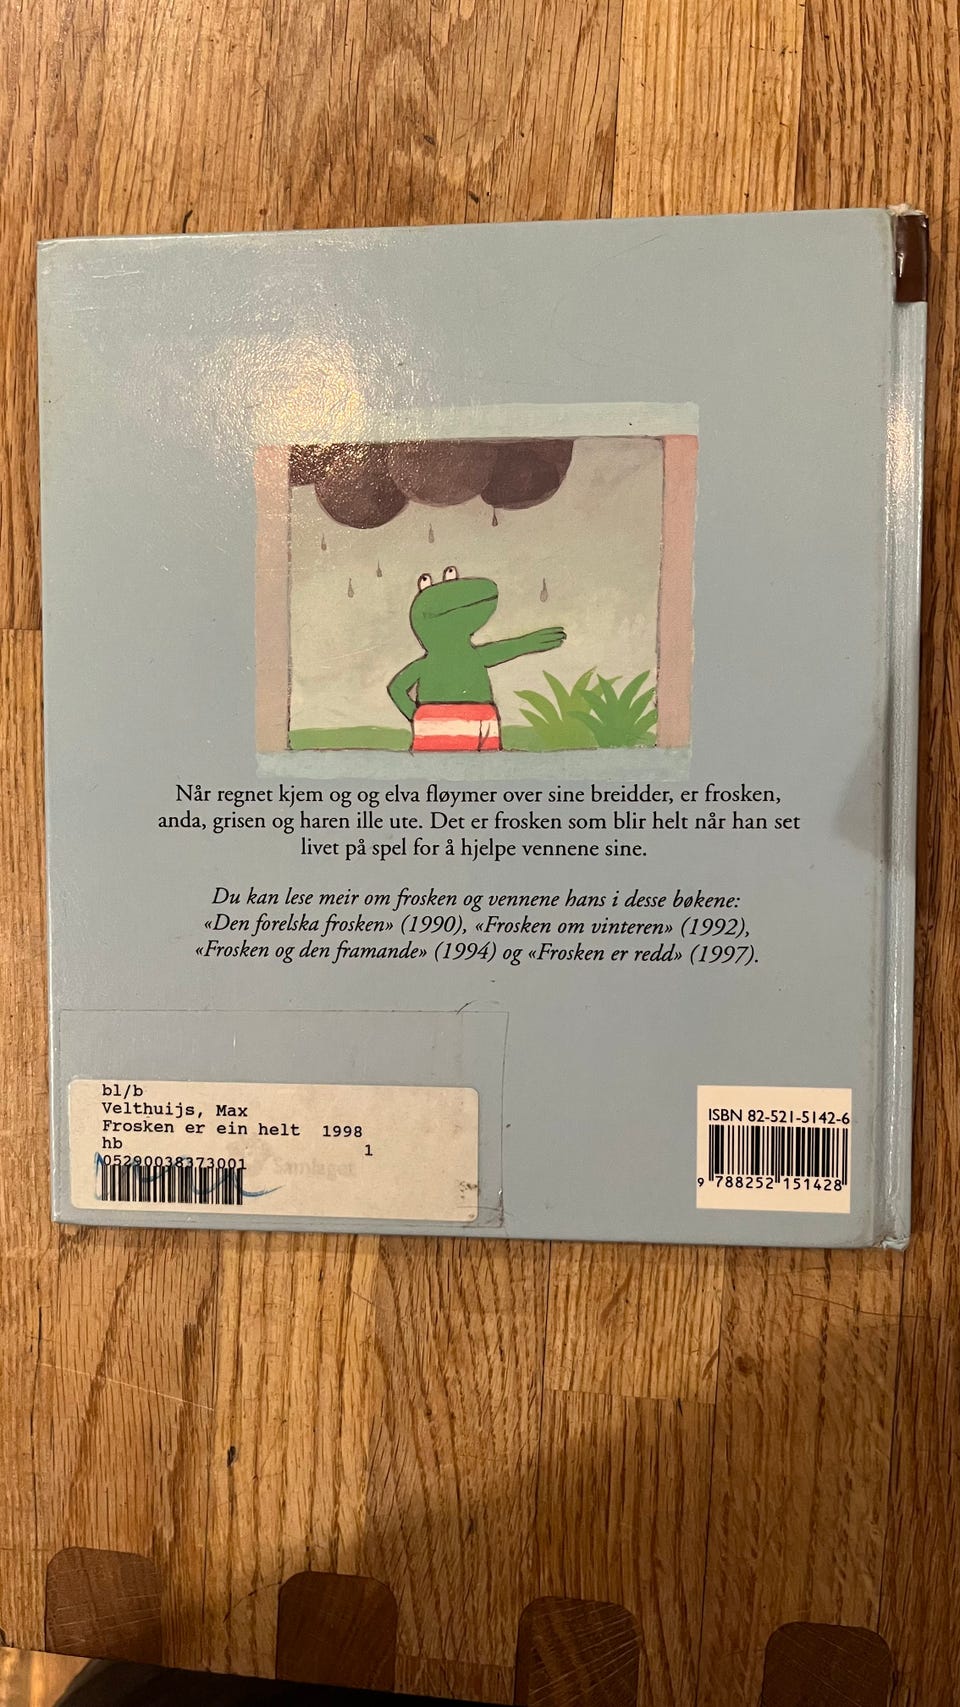 Når regnet kjem og og elva fløymer over sine breidder, er frosken,
anda, grisen og haren ille ute. Det er frosken som blir helt når han set
livet på spel for å hjelpe vennene sine.
Du kan lese meir om frosken og vennene hans i desse bøkene:
«Den forelska frosken» (1990), «Frosken om vinteren» (1992),
«Frosken og den framande» (1994) og «Frosken er redd» (1997).
bl/b
Velthuijs, Max
Frosken er ein helt 1998
hb
1
05290038373001
Samlaget
ISBN 82-521-5142-6
9 788252 151428